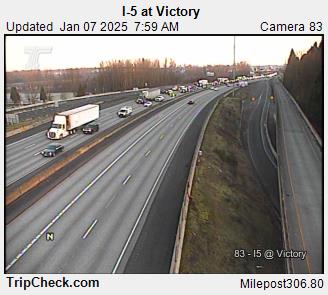 I-5 at Victory
Updated Jan 07 2025 7:59 AM Camera 83
T
N
83 - I5 @ Victory
TripCheck.com Milepost306.80